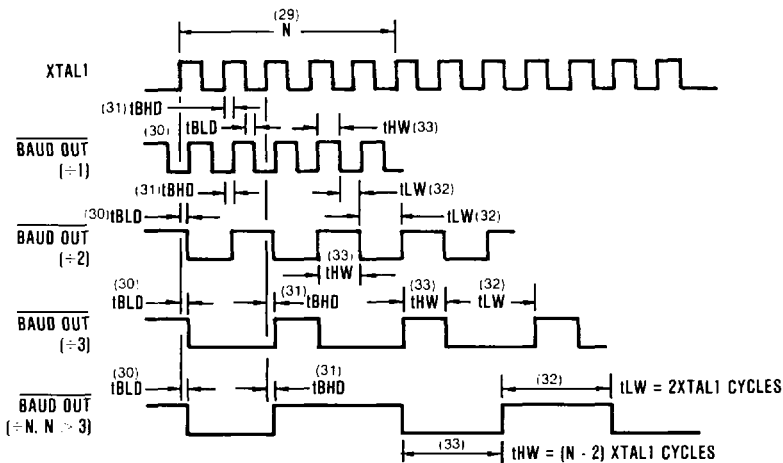 (29)
N
XTAL1
(31) tBHD
tBLD
tHW (33)
(30)
BAUD OUT
(÷1)
(31) tBHD
tLW (32)
(30) tBLD
tLW (32)
BAUD OUT
(÷2)
(33)
tHW
(30)
tBLD
(31)
tBHD
(33)
tHW
(32)
tLW
BAUD OUT
(÷3)
(30)
tBLD
(31)
tBHD
(32)
tLW = 2XTAL1 CYCLES
BAUD OUT
(÷N, N > 3)
(33)
tHW = (N - 2) XTAL1 CYCLES